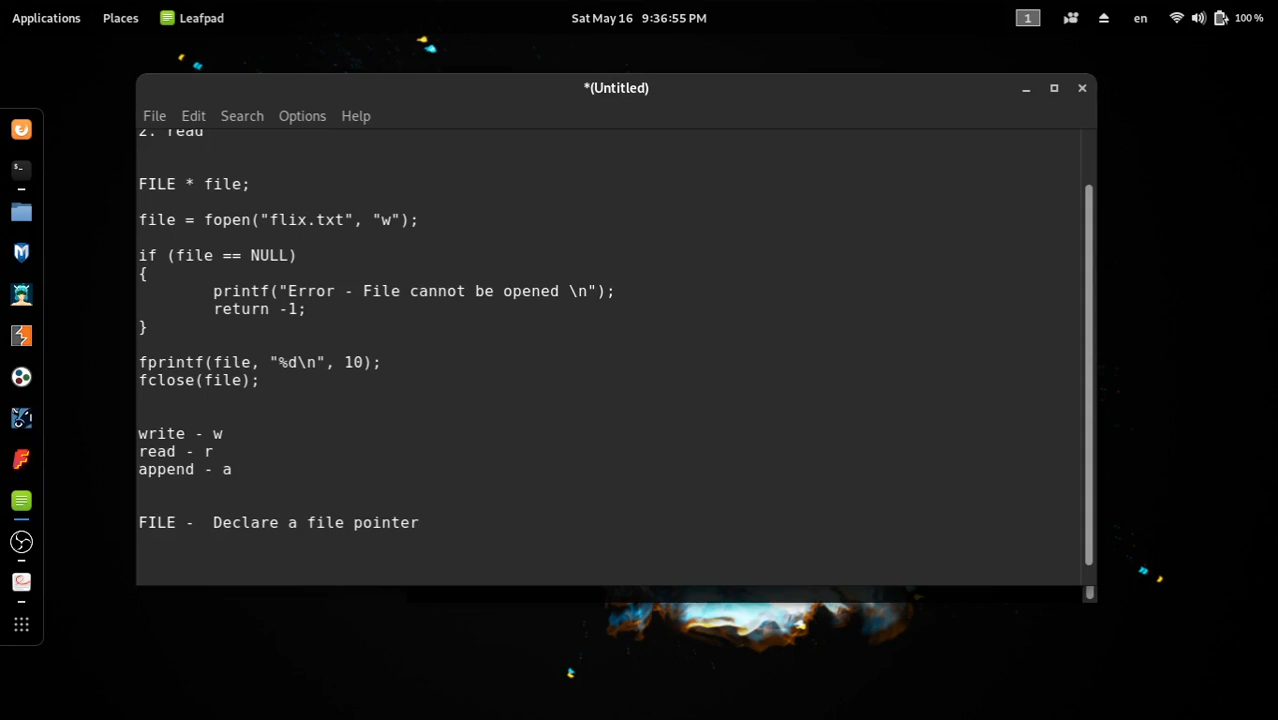 Applications Places Leafpad Sat May 16 9:36:55 PM 1 en 100 %
*(Untitled)
File Edit Search Options Help
2. read
FILE * file;
file = fopen("flix.txt", "w");
if (file == NULL)
{
printf("Error - File cannot be opened \n");
return -1;
}
fprintf(file, "%d\n", 10);
fclose(file);
write - w
read - r
append - a
FILE -  Declare a file pointer